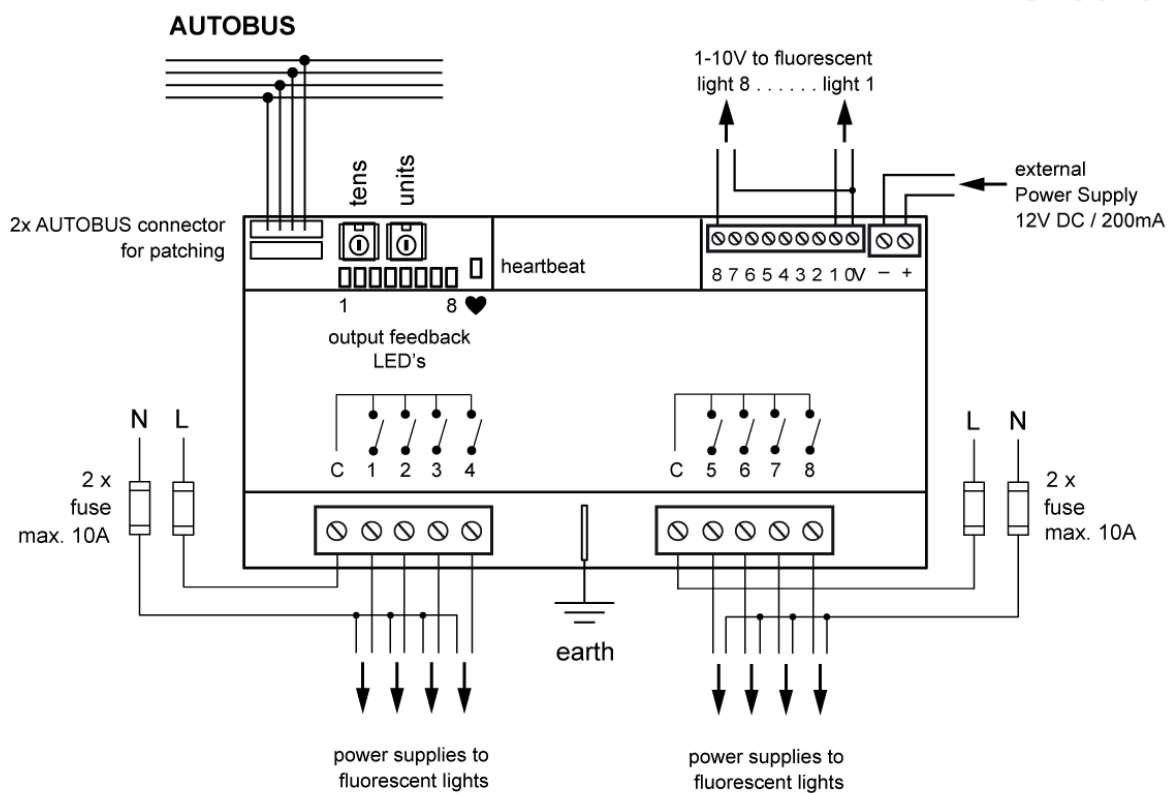 AUTOBUS
1-10V to fluorescent
light 8 . . . . . . light 1
tens
units
external
Power Supply
12V DC / 200mA
2x AUTOBUS connector
for patching
heartbeat
8 7 6 5 4 3 2 1 0V – +
1 8
output feedback
LED's
N L
L N
C 1 2 3 4
C 5 6 7 8
2 x
fuse
max. 10A
2 x
fuse
max. 10A
earth
power supplies to
fluorescent lights
power supplies to
fluorescent lights